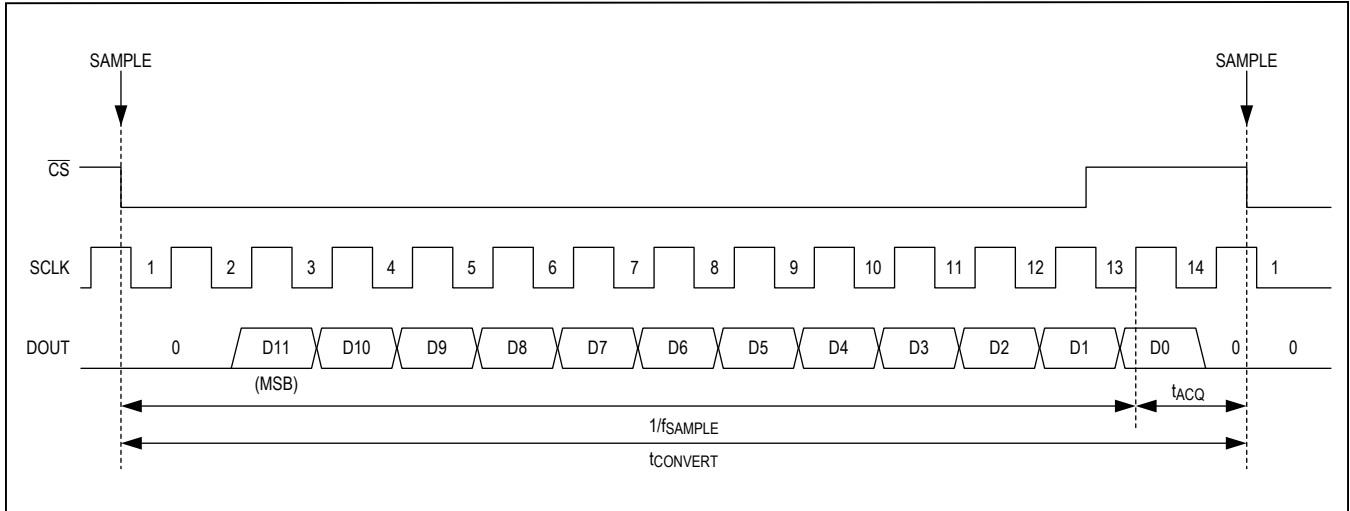 SAMPLE SAMPLE
CS
SCLK 1 2 3 4 5 6 7 8 9 10 11 12 13 14 1
DOUT 0 D11 D10 D9 D8 D7 D6 D5 D4 D3 D2 D1 D0 0 0
(MSB)
tACQ
1/fSAMPLE
tCONVERT